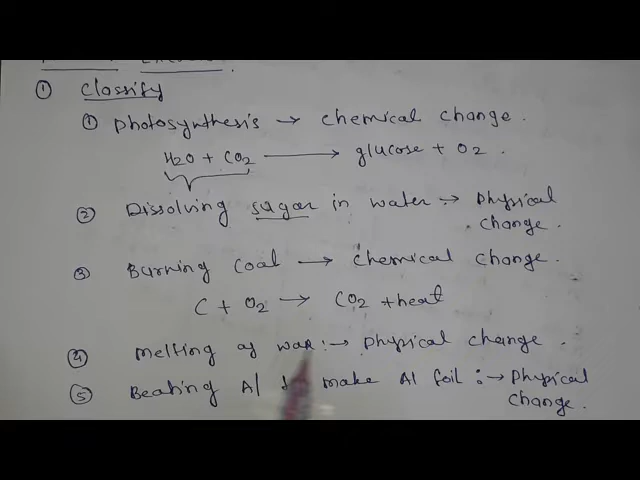 ① Classify
① Photosynthesis → chemical change.
H2O + CO2 → glucose + O2.
② Dissolving sugar in water → Physical
change.
③ Burning coal → chemical change.
C + O2 → CO2 + heat
④ Melting of wax :→ physical change.
⑤ Beating Al to make Al foil :→ Physical
change.